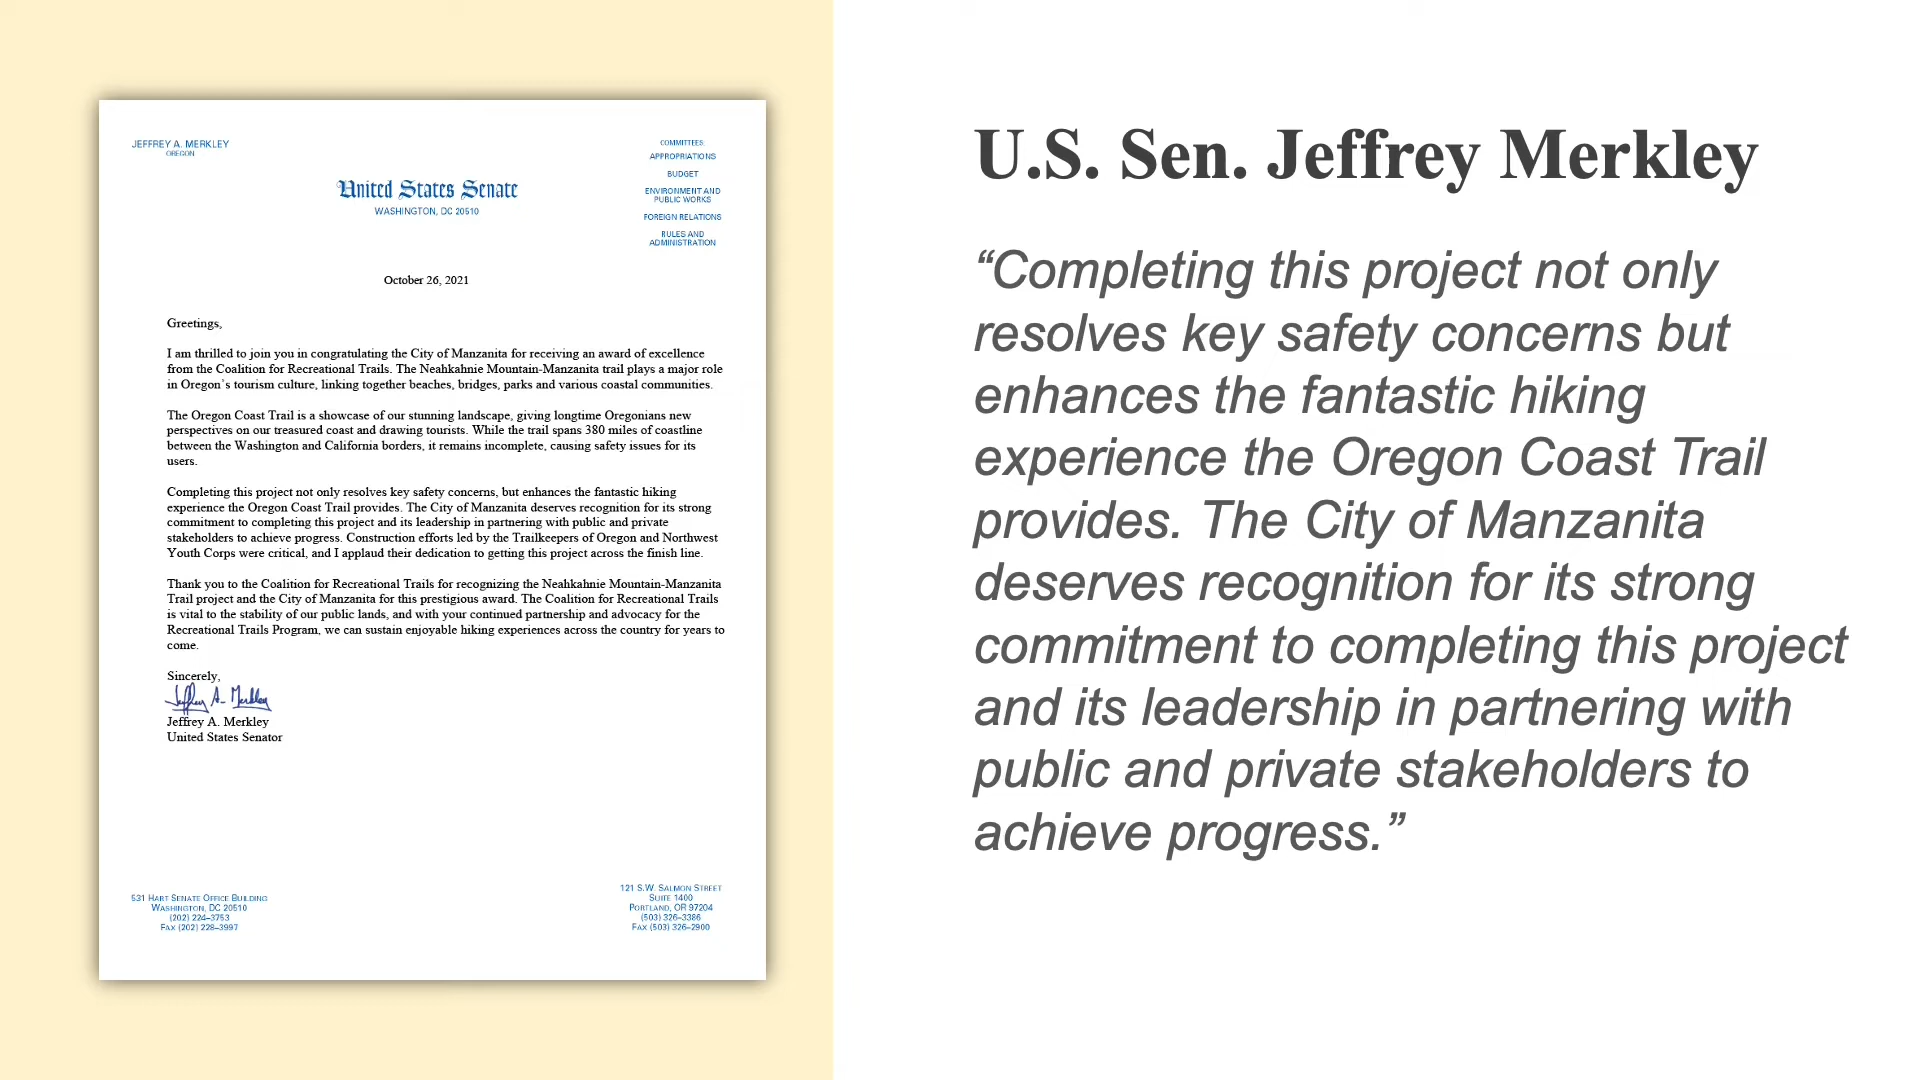 JEFFREY A. MERKLEY
OREGON
COMMITTEES:
APPROPRIATIONS
BUDGET
ENVIRONMENT AND
PUBLIC WORKS
FOREIGN RELATIONS
RULES AND
ADMINISTRATION
United States Senate
WASHINGTON, DC 20510
October 26, 2021
Greetings,
I am thrilled to join you in congratulating the City of Manzanita for receiving an award of excellence
from the Coalition for Recreational Trails. The Neahkahnie Mountain-Manzanita trail plays a major role
in Oregon's tourism culture, linking together beaches, bridges, parks and various coastal communities.
The Oregon Coast Trail is a showcase of our stunning landscape, giving longtime Oregonians new
perspectives on our treasured coast and drawing tourists. While the trail spans 380 miles of coastline
between the Washington and California borders, it remains incomplete, causing safety issues for its
users.
Completing this project not only resolves key safety concerns, but enhances the fantastic hiking
experience the Oregon Coast Trail provides. The City of Manzanita deserves recognition for its strong
commitment to completing this project and its leadership in partnering with public and private
stakeholders to achieve progress. Construction efforts led by the Trailkeepers of Oregon and Northwest
Youth Corps were critical, and I applaud their dedication to getting this project across the finish line.
Thank you to the Coalition for Recreational Trails for recognizing the Neahkahnie Mountain-Manzanita
Trail project and the City of Manzanita for this prestigious award. The Coalition for Recreational Trails
is vital to the stability of our public lands, and with your continued partnership and advocacy for the
Recreational Trails Program, we can sustain enjoyable hiking experiences across the country for years to
come.
Sincerely,
Jeffrey A. Merkley
Jeffrey A. Merkley
United States Senator
531 HART SENATE OFFICE BUILDING
WASHINGTON, DC 20510
(202) 224–3753
FAX (202) 228–3997
121 S.W. SALMON STREET
SUITE 1400
PORTLAND, OR 97204
(503) 326–3386
FAX (503) 326–2900
U.S. Sen. Jeffrey Merkley
“Completing this project not only
resolves key safety concerns but
enhances the fantastic hiking
experience the Oregon Coast Trail
provides. The City of Manzanita
deserves recognition for its strong
commitment to completing this project
and its leadership in partnering with
public and private stakeholders to
achieve progress.”